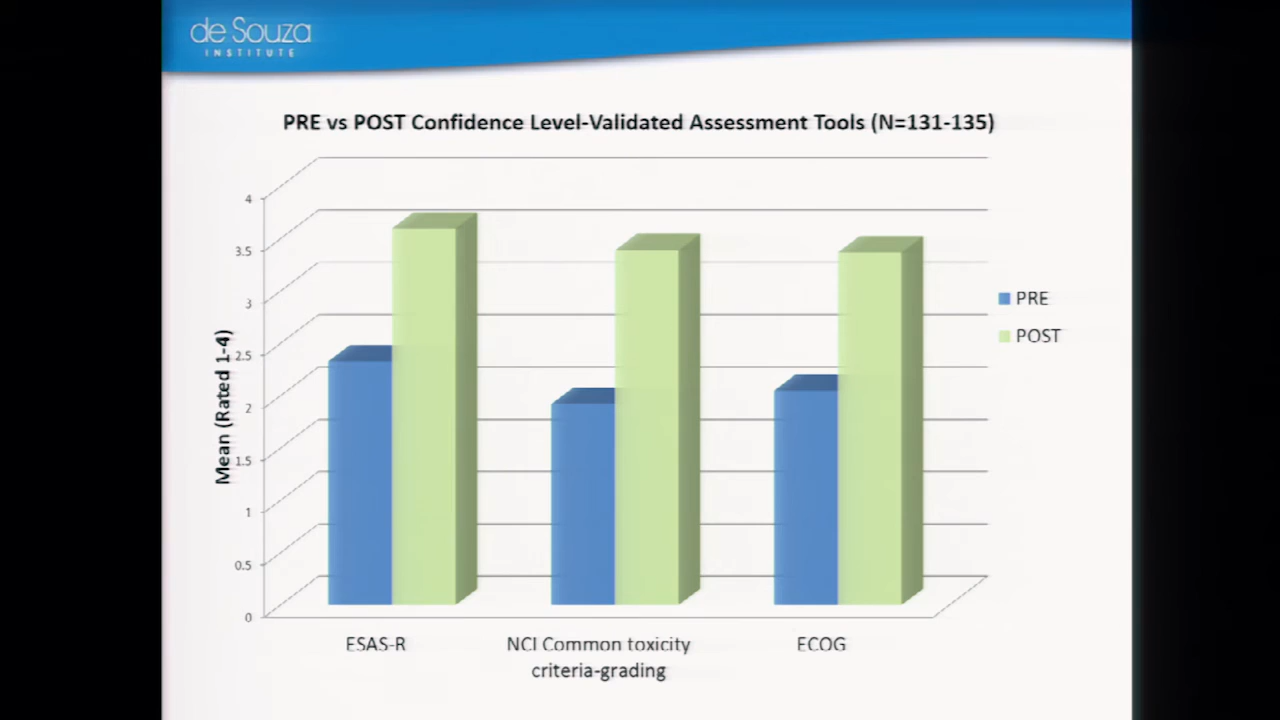 de Souza
INSTITUTE
PRE vs POST Confidence Level-Validated Assessment Tools (N=131-135)
4
3.5
3
2.5
2
1.5
1
0.5
0
Mean (Rated 1-4)
PRE
POST
ESAS-R
NCI Common toxicity
criteria-grading
ECOG